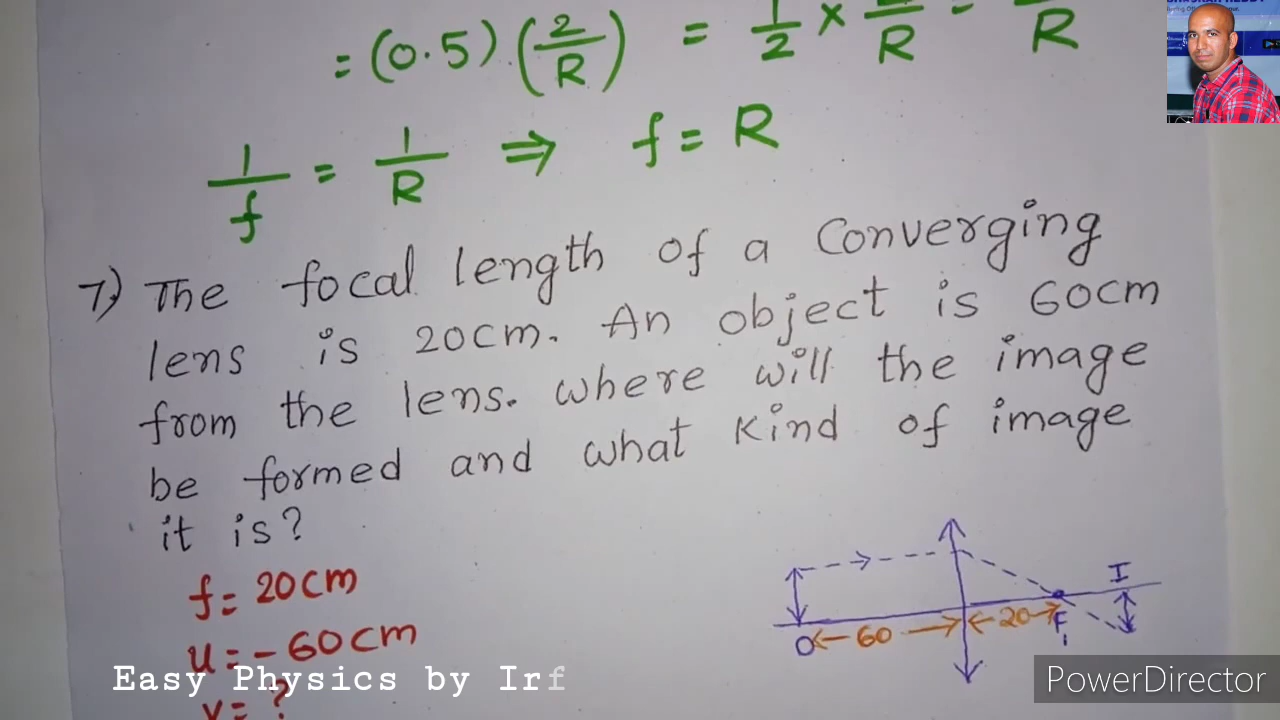 = (0.5) (2/R) = 1/2 × /R = /R
1/f = 1/R ⇒ f = R
7) The focal length of a Converging
lens is 20cm. An object is 60cm
from the lens. where will the image
be formed and what kind of image
it is?
f = 20cm
u = - 60cm
v = ?
O ← 60 → ← 20 → F1 I
Easy Physics by Irf
PowerDirector